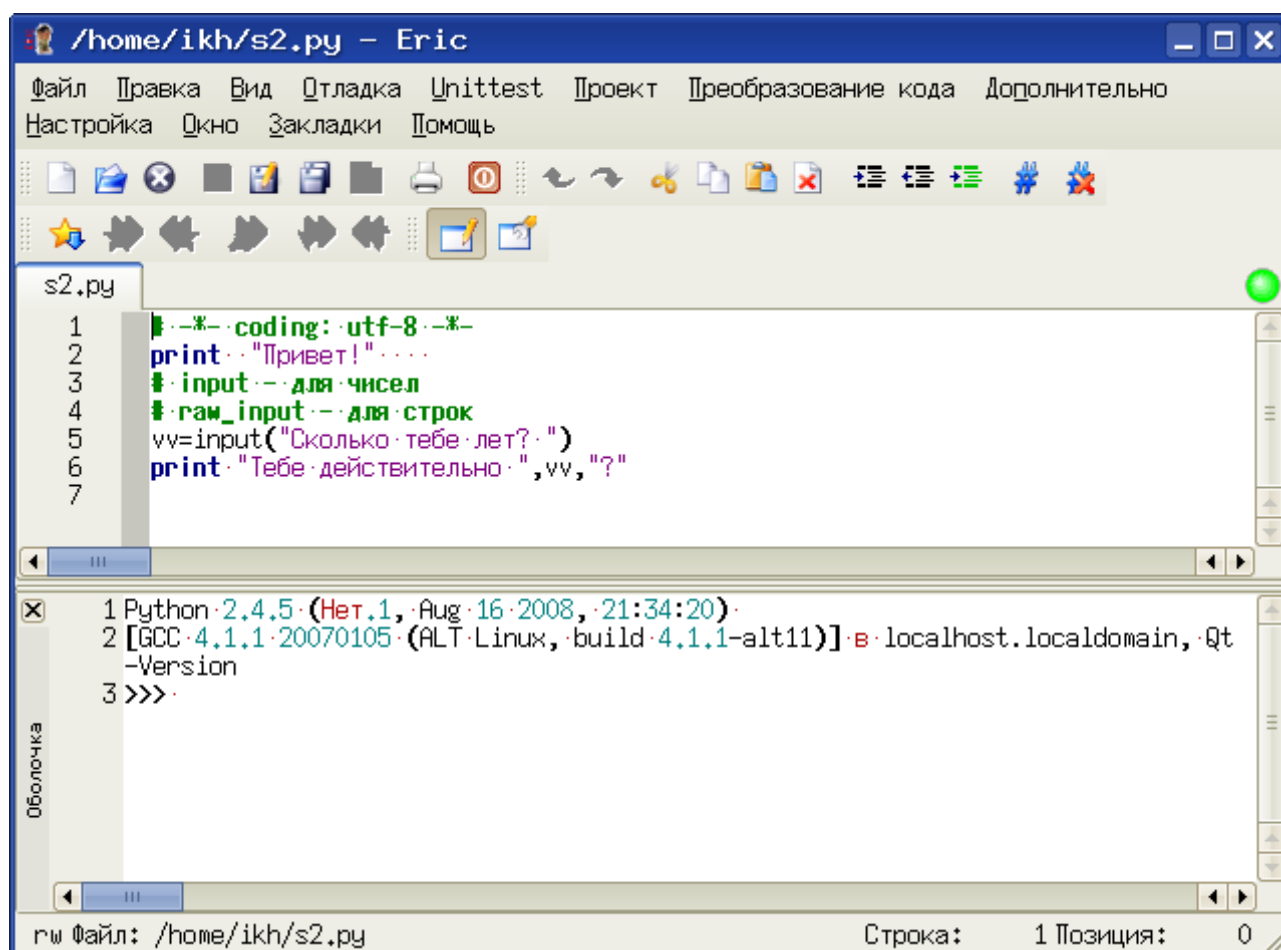 /home/ikh/s2.py - Eric
Файл Правка Вид Отладка Unittest Проект Преобразование кода Дополнительно
Настройка Окно Закладки Помощь
s2.py
1 # -*- coding: utf-8 -*-
2 print  "Привет!"
3 # input - для чисел
4 # raw_input - для строк
5 vv=input("Сколько тебе лет? ")
6 print "Тебе действительно ",vv,"?"
7
1 Python 2.4.5 (Нет.1, Aug 16 2008, 21:34:20)
2 [GCC 4.1.1 20070105 (ALT Linux, build 4.1.1-alt11)] в localhost.localdomain, Qt
-Version
3 >>>
Оболочка
rw Файл: /home/ikh/s2.py Строка: 1 Позиция: 0